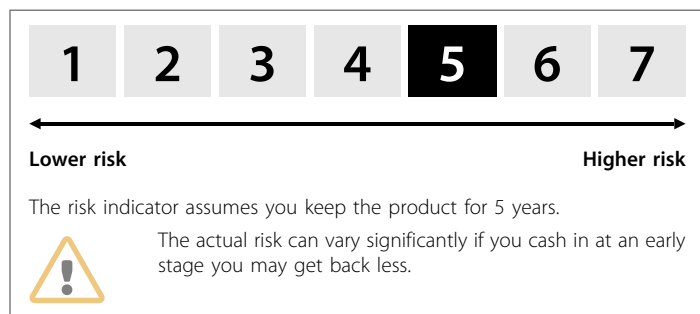 1 2 3 4 5 6 7
Lower risk Higher risk
The risk indicator assumes you keep the product for 5 years.
The actual risk can vary significantly if you cash in at an early
stage you may get back less.